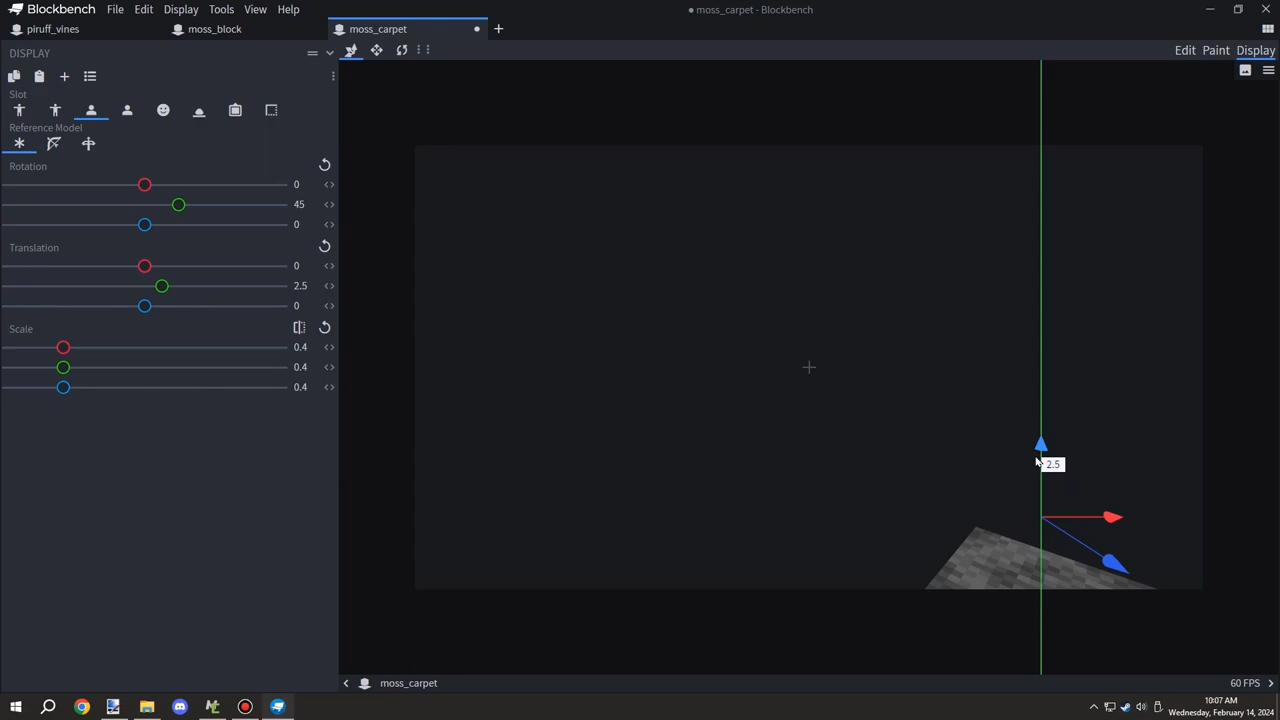 Blockbench File Edit Display Tools View Help
● moss_carpet - Blockbench
piruff_vines
moss_block
moss_carpet
DISPLAY
Edit Paint Display
Slot
Reference Model
Rotation
0
45
0
Translation
0
2.5
0
Scale
0.4
0.4
0.4
2.5
moss_carpet
60 FPS
10:07 AM
Wednesday, February 14, 2024